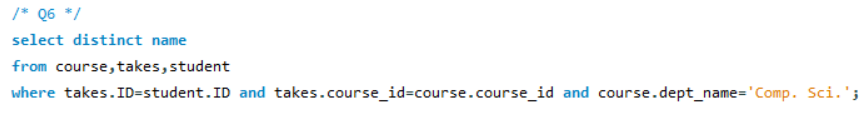 /* Q6 */
select distinct name
from course,takes,student
where takes.ID=student.ID and takes.course_id=course.course_id and course.dept_name='Comp. Sci.';